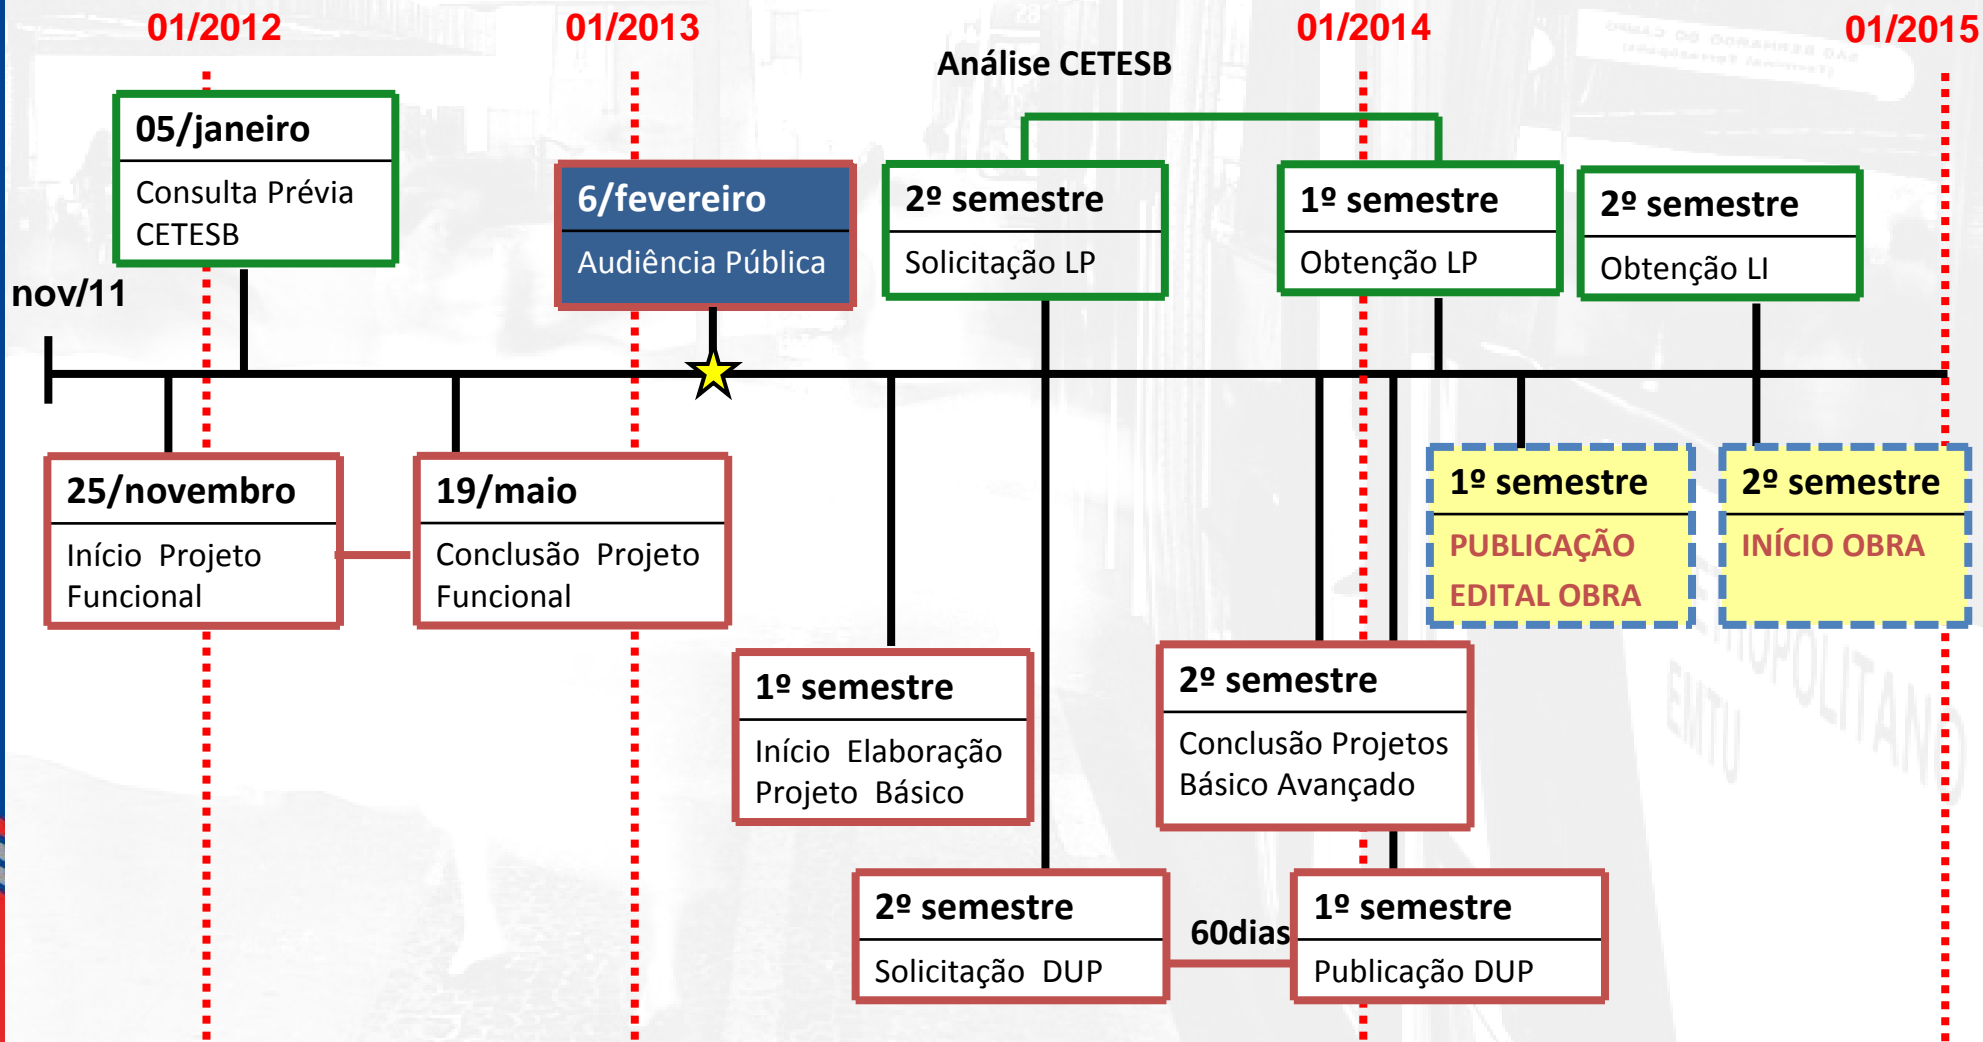 01/2012
01/2013
01/2014
01/2015
Análise CETESB
05/janeiro
Consulta Prévia
CETESB
6/fevereiro
Audiência Pública
2º semestre
Solicitação LP
1º semestre
Obtenção LP
2º semestre
Obtenção LI
nov/11
25/novembro
Início Projeto
Funcional
19/maio
Conclusão Projeto
Funcional
1º semestre
PUBLICAÇÃO
EDITAL OBRA
2º semestre
INÍCIO OBRA
1º semestre
Início Elaboração
Projeto Básico
2º semestre
Conclusão Projetos
Básico Avançado
2º semestre
Solicitação DUP
60dias
1º semestre
Publicação DUP
EMTU